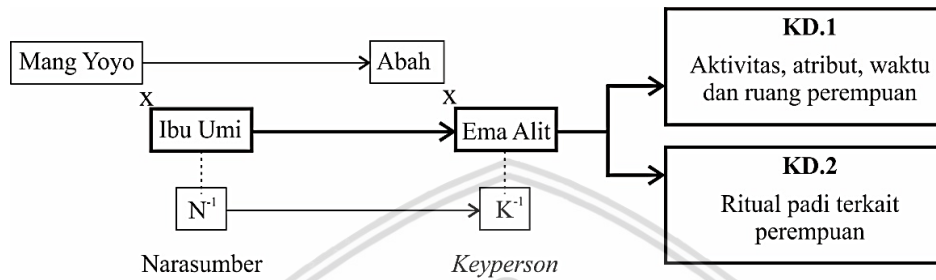 Mang Yoyo
Abah
x
x
Ibu Umi
Ema Alit
N⁻¹
K⁻¹
Narasumber
Keyperson
KD.1
Aktivitas, atribut, waktu
dan ruang perempuan
KD.2
Ritual padi terkait
perempuan